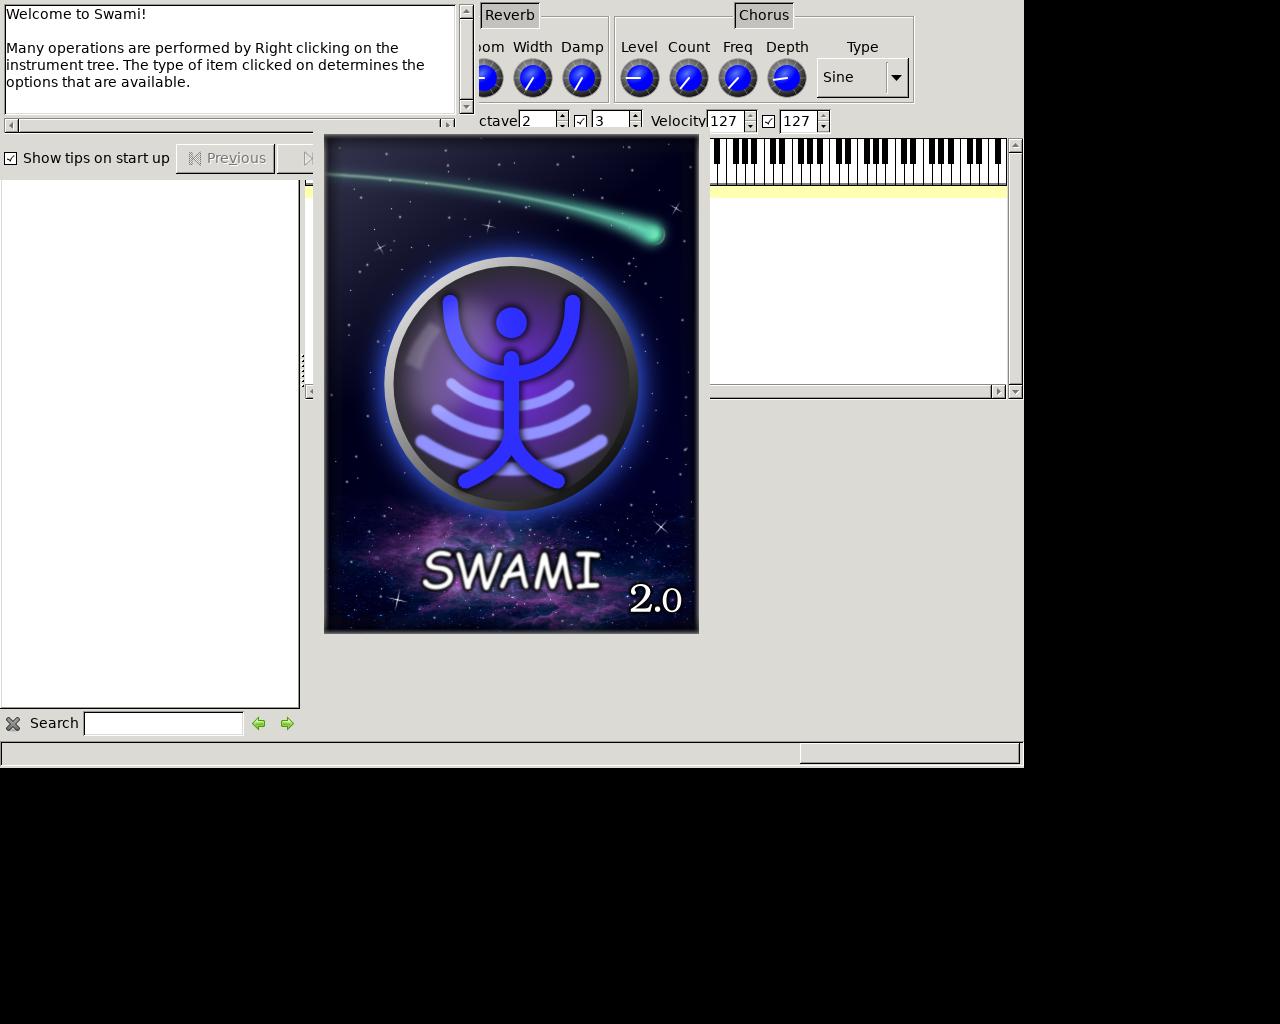 Welcome to Swami!
Many operations are performed by Right clicking on the
instrument tree. The type of item clicked on determines the
options that are available.
Show tips on start up
Previous
Reverb
Width
Damp
Chorus
Level
Count
Freq
Depth
Type
Sine
2
3
Velocity
127
127
SWAMI
2.0
Search